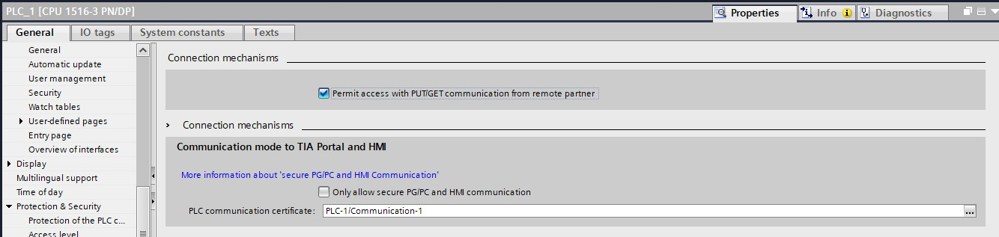 PLC_1 [CPU 1516-3 PN/DP]
Properties
Info
Diagnostics
General
IO tags
System constants
Texts
General
Automatic update
User management
Security
Watch tables
User-defined pages
Entry page
Overview of interfaces
Display
Multilingual support
Time of day
Protection & Security
Protection of the PLC c...
Access level
Connection mechanisms
Permit access with PUT/GET communication from remote partner
Connection mechanisms
Communication mode to TIA Portal and HMI
More information about 'secure PG/PC and HMI Communication'
Only allow secure PG/PC and HMI communication
PLC communication certificate: PLC-1/Communication-1
...